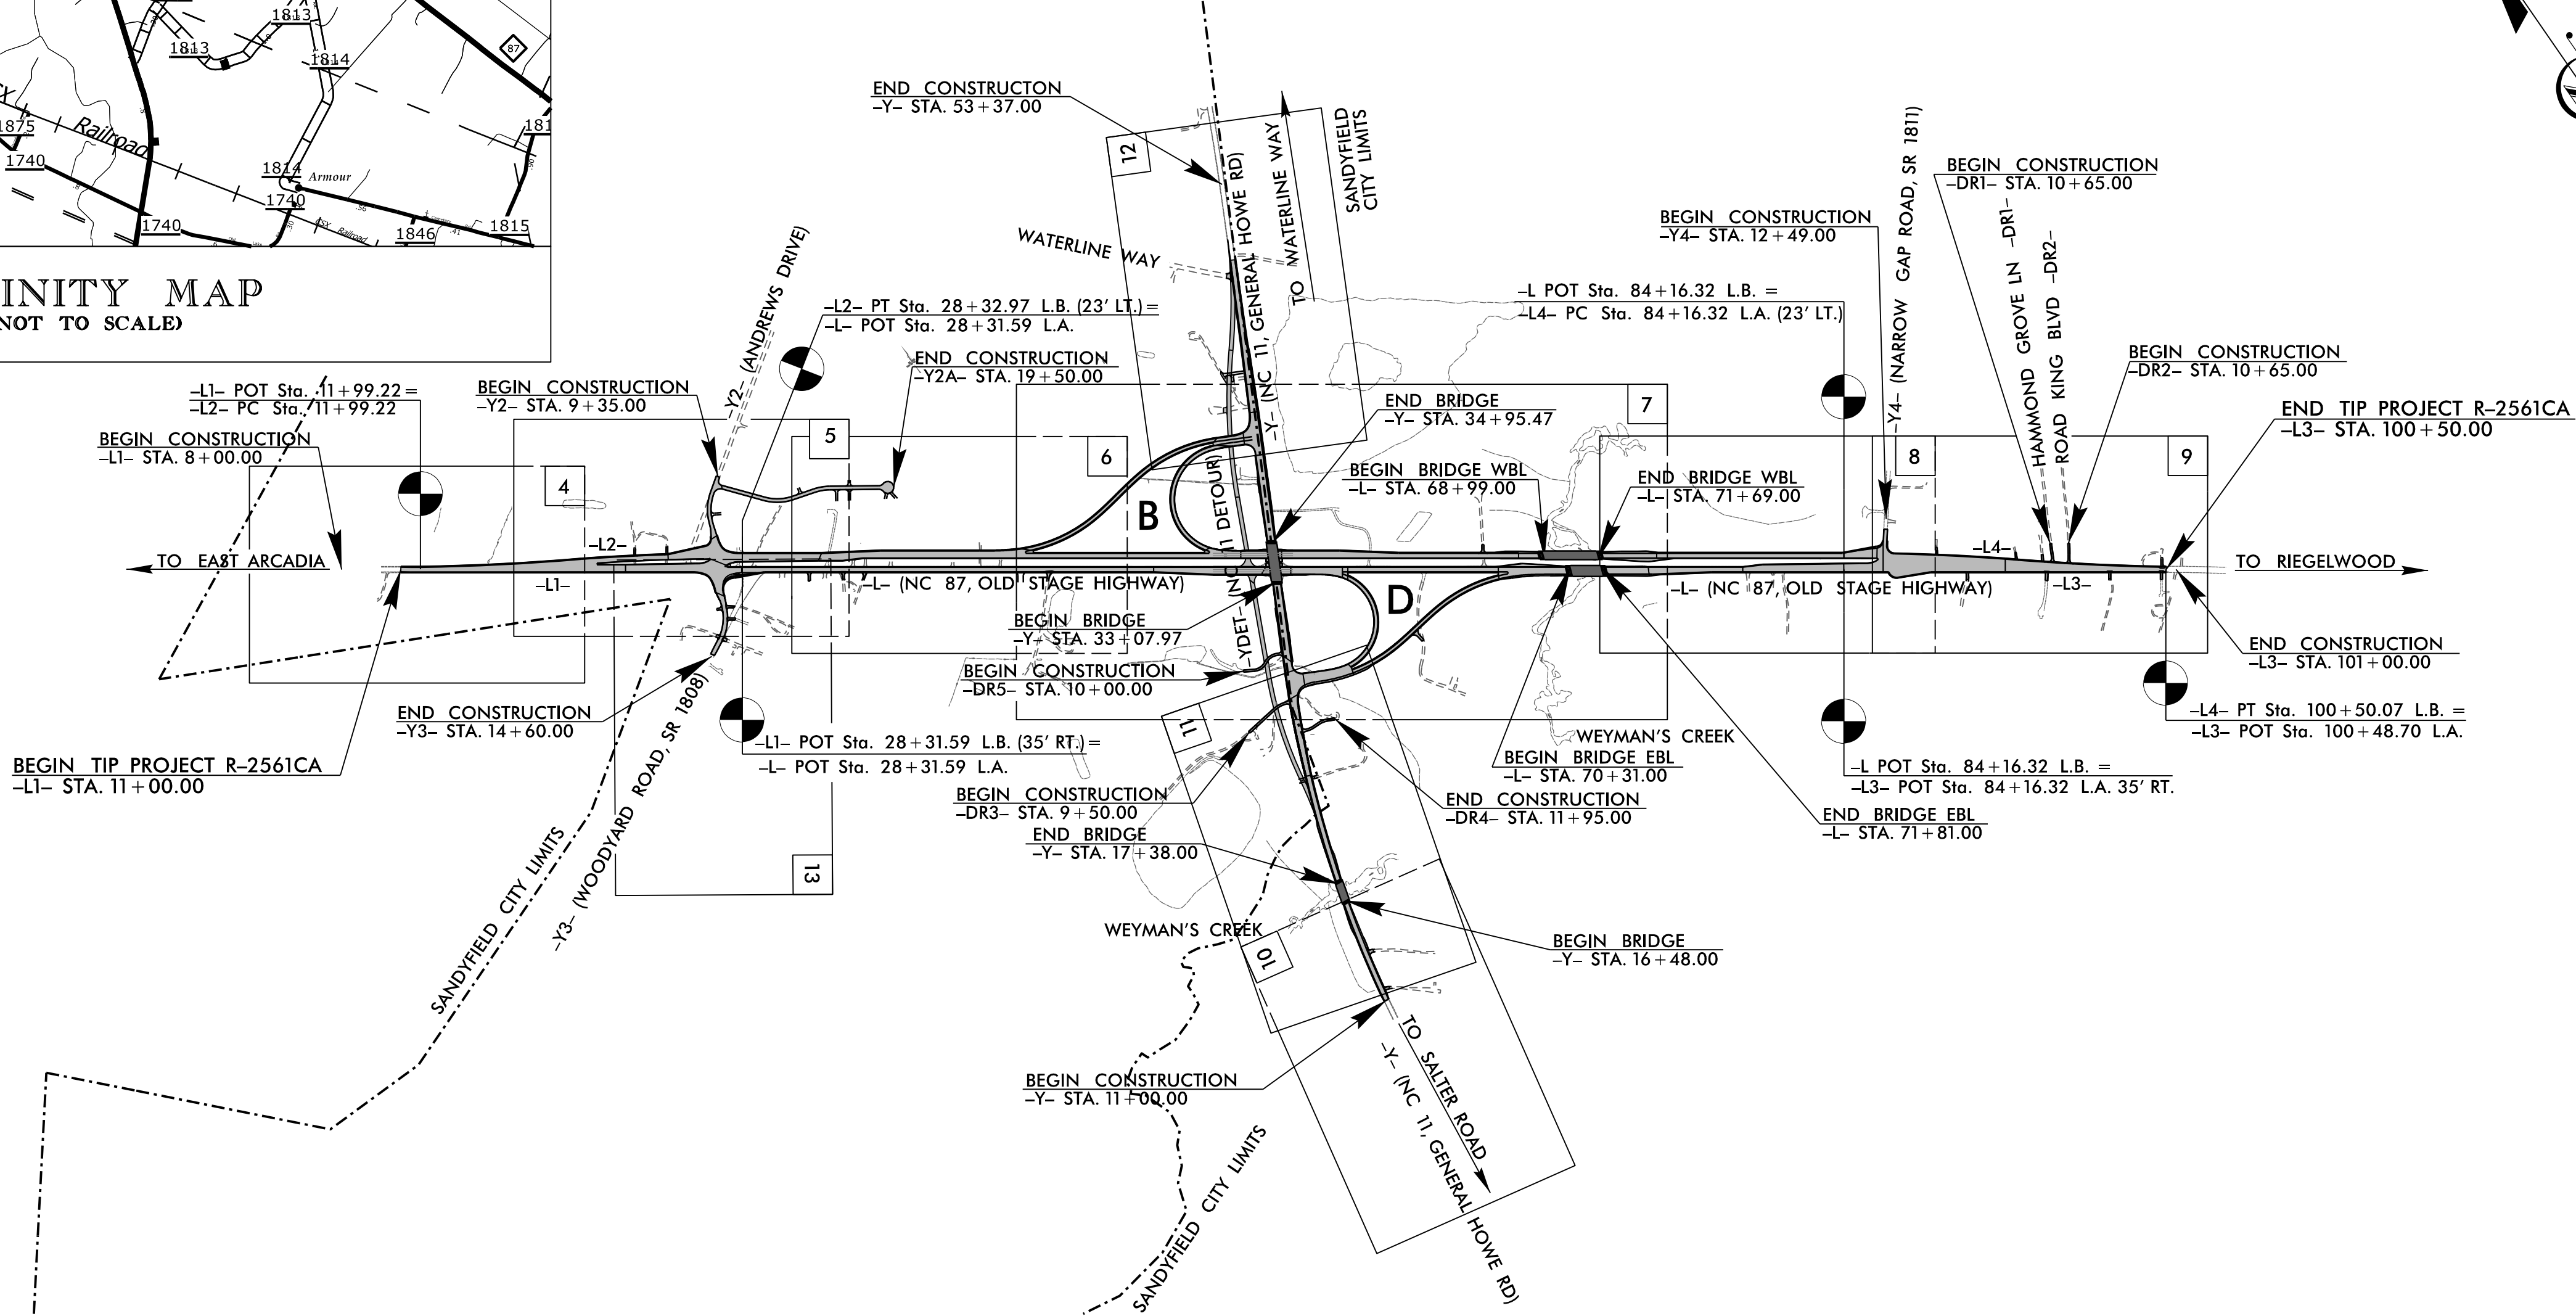 1813
1813
1814
87
1875
Railroad
1740
1814
Armour
1740
1740
CSX Railroad
1846
1815
INITY MAP
NOT TO SCALE)
END CONSTRUCTON
-Y- STA. 53+37.00
12
-Y- (NC 11, GENERAL HOWE RD)
TO WATERLINE WAY
SANDYFIELD
CITY LIMITS
WATERLINE WAY
BEGIN CONSTRUCTION
-DR1- STA. 10+65.00
BEGIN CONSTRUCTION
-Y4- STA. 12+49.00
-Y4- (NARROW GAP ROAD, SR 1811)
HAMMOND GROVE LN -DR1-
ROAD KING BLVD -DR2-
-Y2- (ANDREWS DRIVE)
-L2- PT Sta. 28+32.97 L.B. (23' LT.)=
-L- POT Sta. 28+31.59 L.A.
-L POT Sta. 84+16.32 L.B. =
-L4- PC Sta. 84+16.32 L.A. (23' LT.)
END CONSTRUCTION
-Y2A- STA. 19+50.00
BEGIN CONSTRUCTION
-DR2- STA. 10+65.00
-L1- POT Sta. 11+99.22=
-L2- PC Sta. 11+99.22
BEGIN CONSTRUCTION
-Y2- STA. 9+35.00
END BRIDGE
-Y- STA. 34+95.47
END TIP PROJECT R-2561CA
-L3- STA. 100+50.00
BEGIN CONSTRUCTION
-L1- STA. 8+00.00
4
5
6
7
8
9
BEGIN BRIDGE WBL
-L- STA. 68+99.00
END BRIDGE WBL
-L- STA. 71+69.00
B
-YDET- (NC 11 DETOUR)
TO EAST ARCADIA
-L2-
-L4-
TO RIEGELWOOD
-L1-
-L- (NC 87, OLD STAGE HIGHWAY)
D
-L- (NC 87, OLD STAGE HIGHWAY)
-L3-
BEGIN BRIDGE
-Y- STA. 33+07.97
END CONSTRUCTION
-L3- STA. 101+00.00
BEGIN CONSTRUCTION
-DR5- STA. 10+00.00
END CONSTRUCTION
-Y3- STA. 14+60.00
11
-L4- PT Sta. 100+50.07 L.B. =
-L3- POT Sta. 100+48.70 L.A.
WEYMAN'S CREEK
-L1- POT Sta. 28+31.59 L.B. (35' RT.)=
-L- POT Sta. 28+31.59 L.A.
BEGIN BRIDGE EBL
-L- STA. 70+31.00
BEGIN TIP PROJECT R-2561CA
-L1- STA. 11+00.00
-L POT Sta. 84+16.32 L.B. =
-L3- POT Sta. 84+16.32 L.A. 35' RT.
BEGIN CONSTRUCTION
-DR3- STA. 9+50.00
END CONSTRUCTION
-DR4- STA. 11+95.00
END BRIDGE EBL
-L- STA. 71+81.00
END BRIDGE
-Y- STA. 17+38.00
13
-Y3- (WOODYARD ROAD, SR 1808)
SANDYFIELD CITY LIMITS
WEYMAN'S CREEK
10
BEGIN BRIDGE
-Y- STA. 16+48.00
BEGIN CONSTRUCTION
-Y- STA. 11+00.00
TO SALTER ROAD
-Y- (NC 11, GENERAL HOWE RD)
SANDYFIELD CITY LIMITS